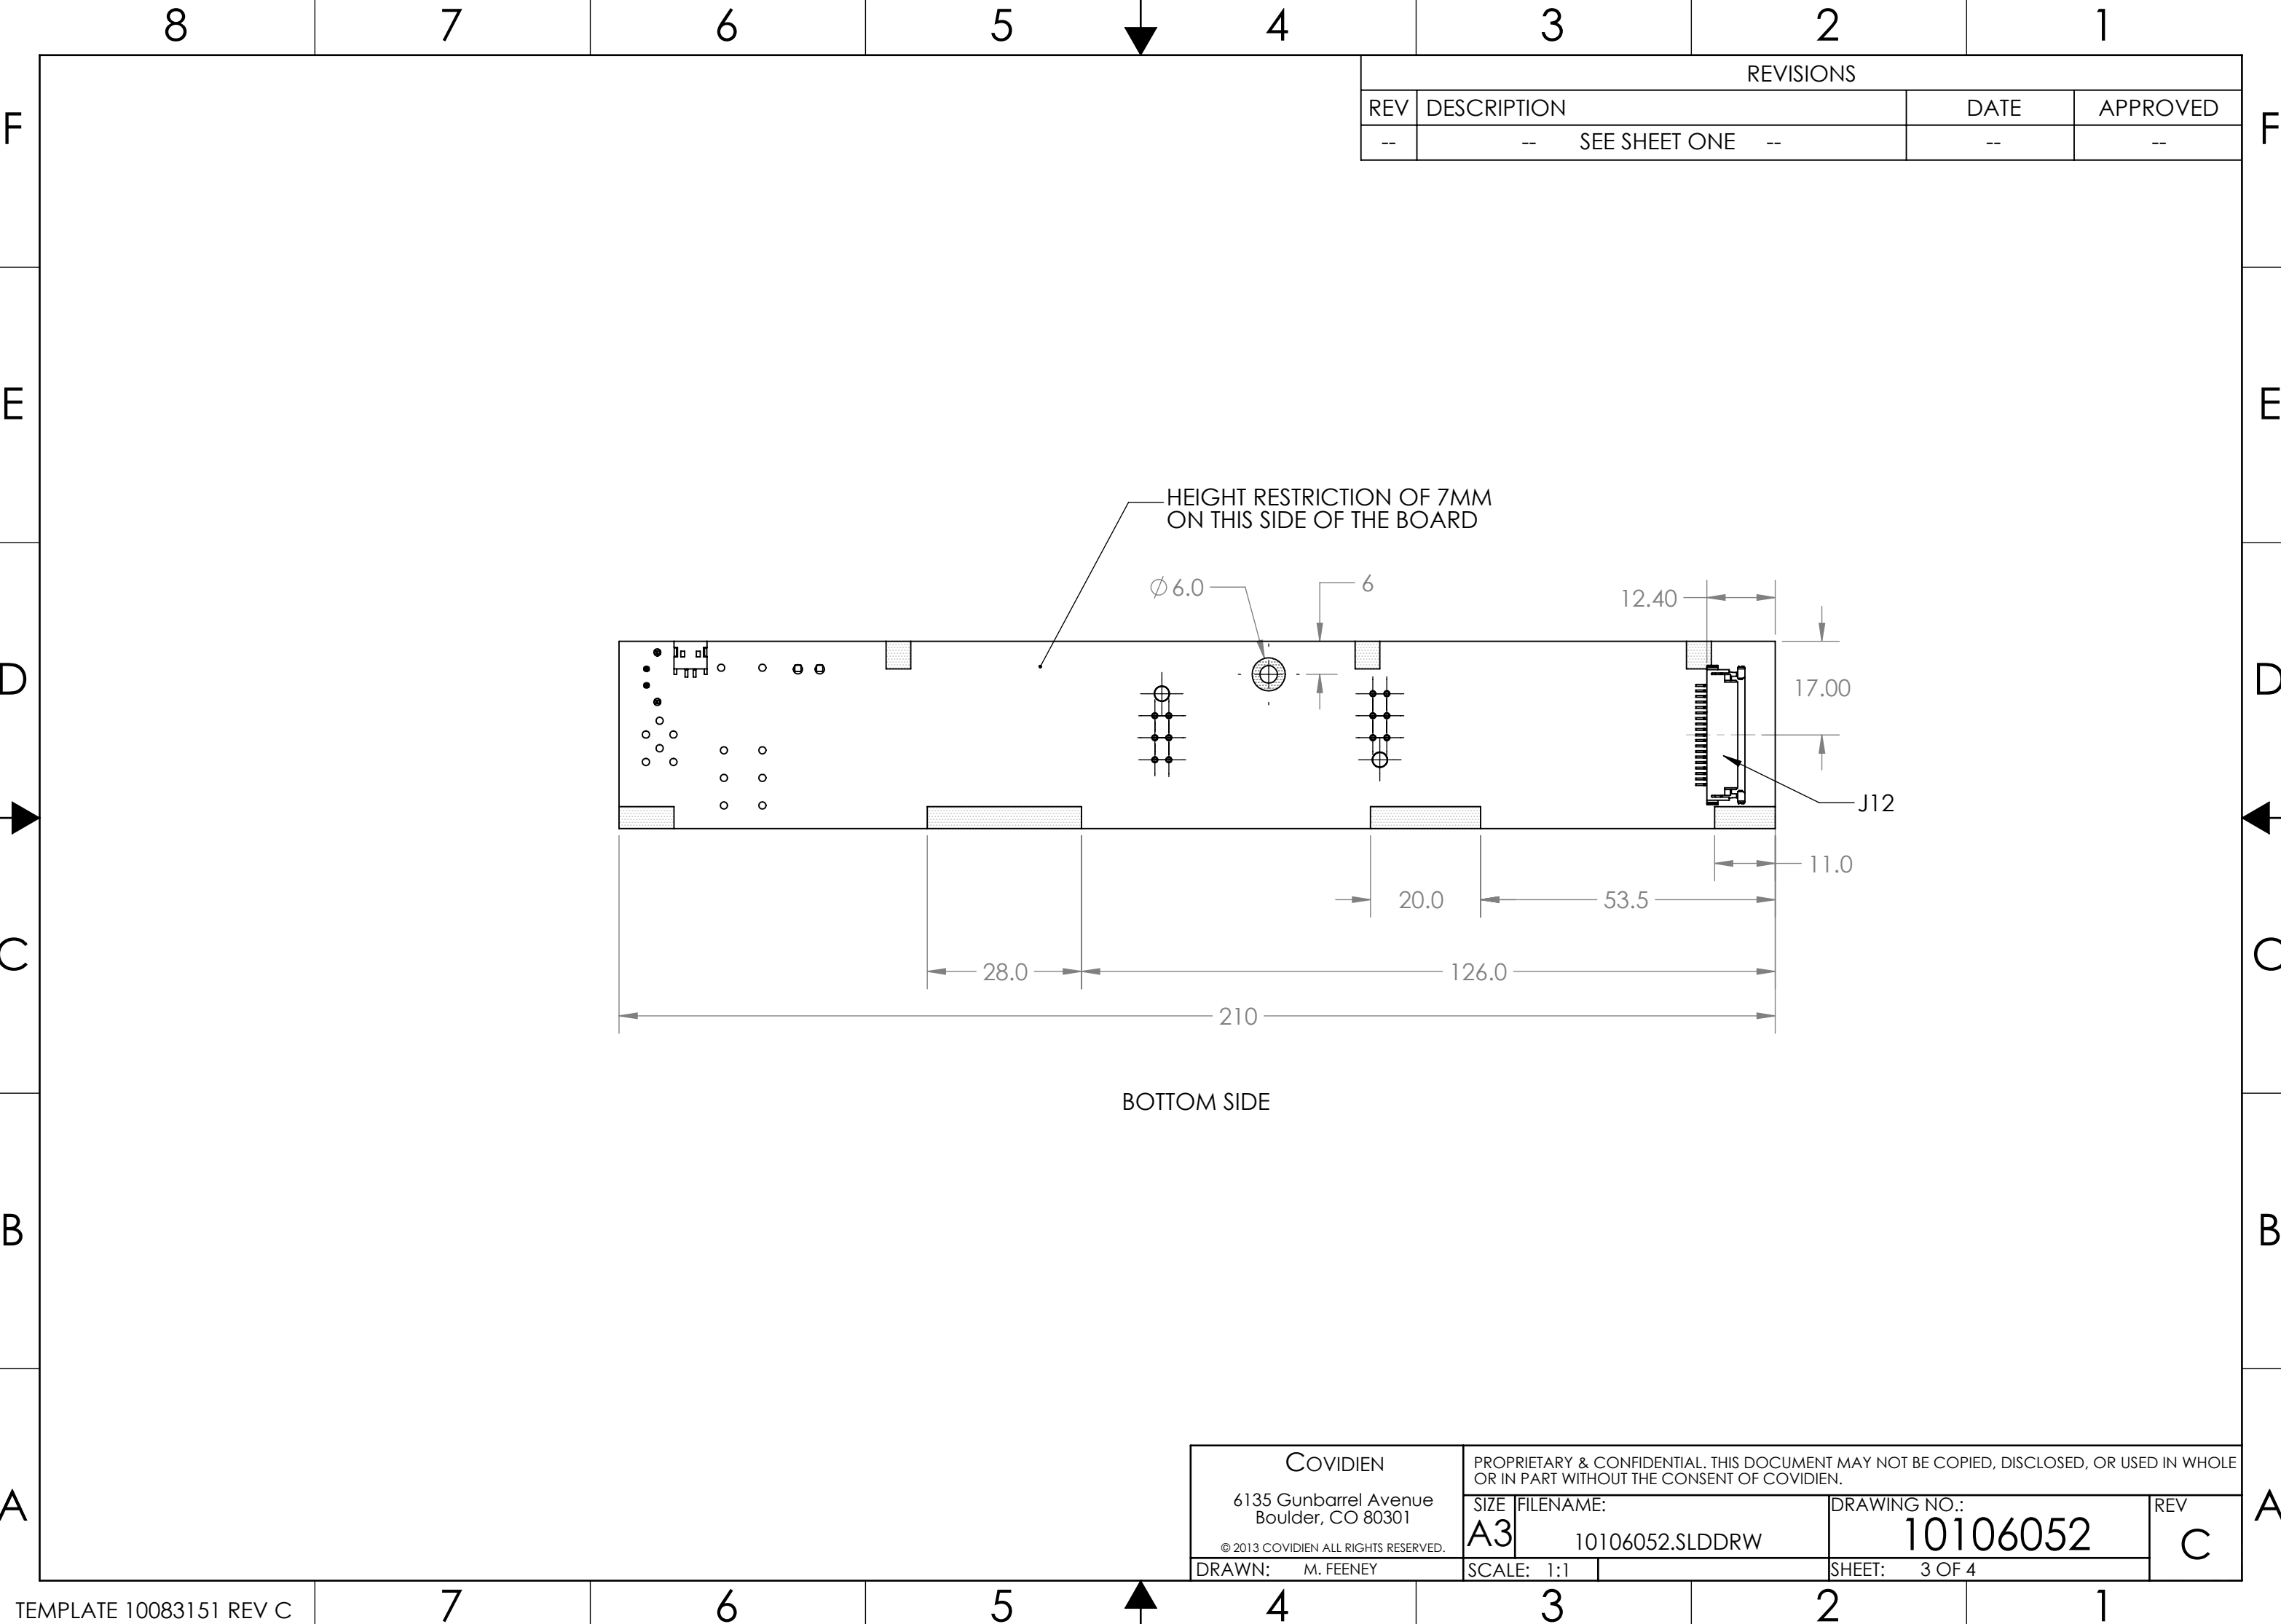 8 7 6 5 4 3 2 1
REVISIONS
REV DESCRIPTION DATE APPROVED
-- -- SEE SHEET ONE -- -- --
F F
E E
HEIGHT RESTRICTION OF 7MM
ON THIS SIDE OF THE BOARD
∅ 6.0
6
12.40
D D
17.00
J12
11.0
20.0
53.5
C C
28.0
126.0
210
BOTTOM SIDE
B B
COVIDIEN
6135 Gunbarrel Avenue
Boulder, CO 80301
© 2013 COVIDIEN ALL RIGHTS RESERVED.
DRAWN: M. FEENEY
PROPRIETARY & CONFIDENTIAL. THIS DOCUMENT MAY NOT BE COPIED, DISCLOSED, OR USED IN WHOLE
OR IN PART WITHOUT THE CONSENT OF COVIDIEN.
SIZE
A3
FILENAME:
10106052.SLDDRW
DRAWING NO.:
10106052
REV
C
SCALE: 1:1
SHEET: 3 OF 4
A A
TEMPLATE 10083151 REV C
7 6 5 4 3 2 1